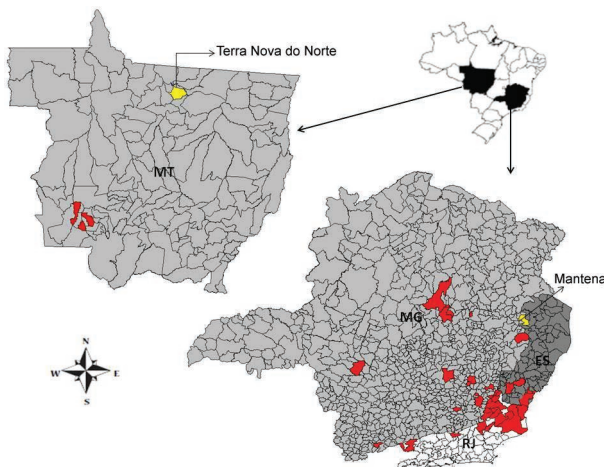 Terra Nova do Norte
MT
Mantena
MG
ES
RJ
N
W E
S